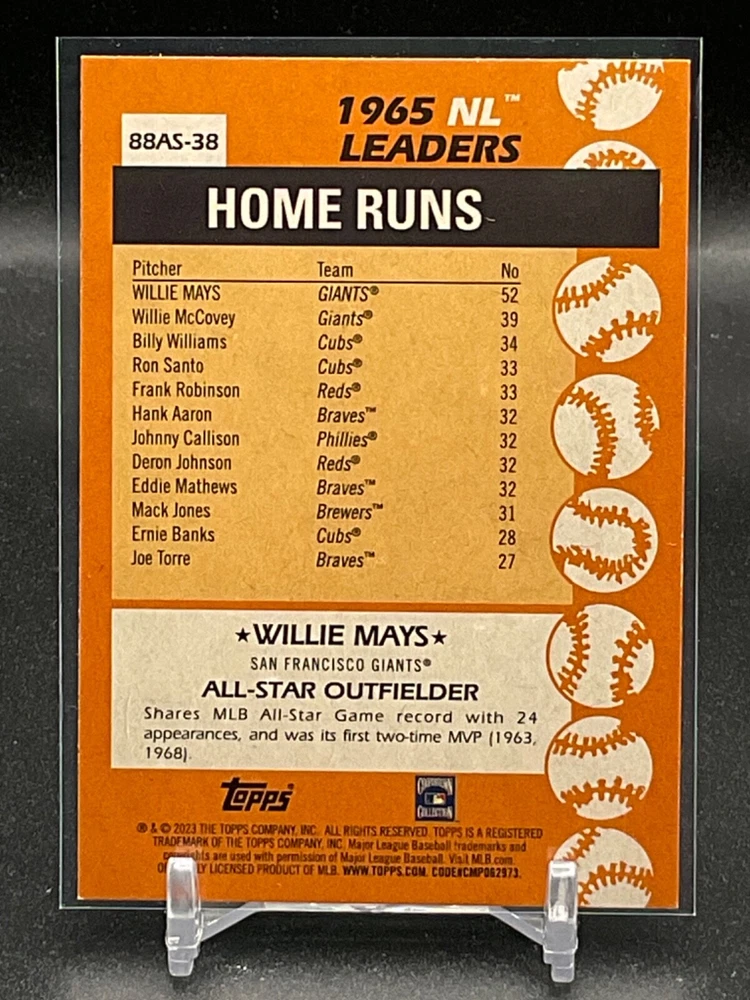 1965 NL™
LEADERS
88AS-38
HOME RUNS
Pitcher Team No
WILLIE MAYS GIANTS® 52
Willie McCovey Giants® 39
Billy Williams Cubs® 34
Ron Santo Cubs® 33
Frank Robinson Reds® 33
Hank Aaron Braves™ 32
Johnny Callison Phillies® 32
Deron Johnson Reds® 32
Eddie Mathews Braves™ 32
Mack Jones Brewers™ 31
Ernie Banks Cubs® 28
Joe Torre Braves™ 27
★WILLIE MAYS★
SAN FRANCISCO GIANTS®
ALL-STAR OUTFIELDER
Shares MLB All-Star Game record with 24
appearances, and was its first two-time MVP (1963,
1968).
Topps
COOPERSTOWN
COLLECTION
® & © 2023 THE TOPPS COMPANY, INC. ALL RIGHTS RESERVED. TOPPS IS A REGISTERED
TRADEMARK OF THE TOPPS COMPANY, INC. Major League Baseball trademarks and
are used with permission of Major League Baseball. Visit MLB.com.
LICENSED PRODUCT OF MLB. WWW.TOPPS.COM. CODE#CMP062973.